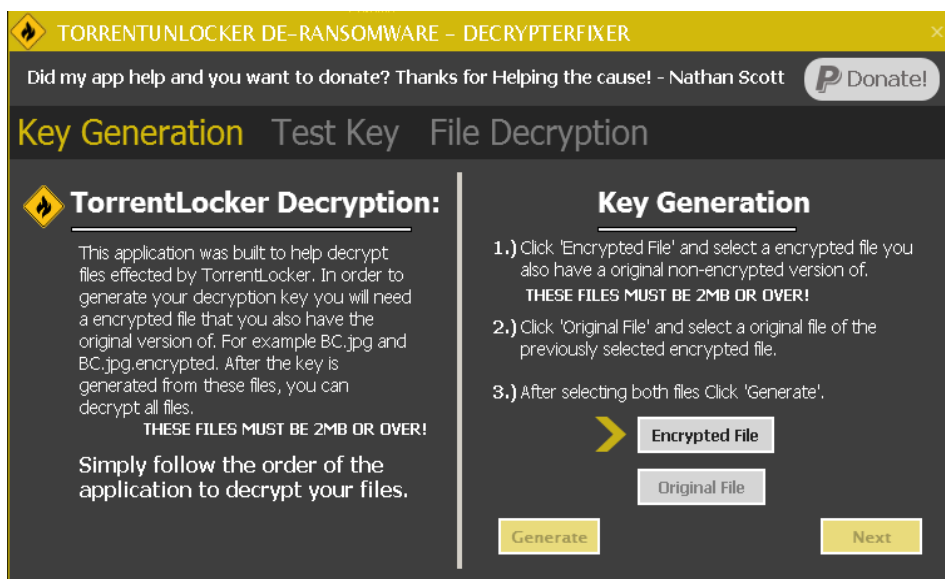 TORRENTUNLOCKER DE-RANSOMWARE – DECRYPTERFIXER
Did my app help and you want to donate? Thanks for Helping the cause! - Nathan Scott
Donate!
Key Generation Test Key File Decryption
TorrentLocker Decryption:
This application was built to help decrypt
files effected by TorrentLocker. In order to
generate your decryption key you will need
a encrypted file that you also have the
original version of. For example BC.jpg and
BC.jpg.encrypted. After the key is
generated from these files, you can
decrypt all files.
THESE FILES MUST BE 2MB OR OVER!
Simply follow the order of the
application to decrypt your files.
Key Generation
1.) Click 'Encrypted File' and select a encrypted file you
also have a original non-encrypted version of.
THESE FILES MUST BE 2MB OR OVER!
2.) Click 'Original File' and select a original file of the
previously selected encrypted file.
3.) After selecting both files Click 'Generate'.
Encrypted File
Original File
Generate
Next